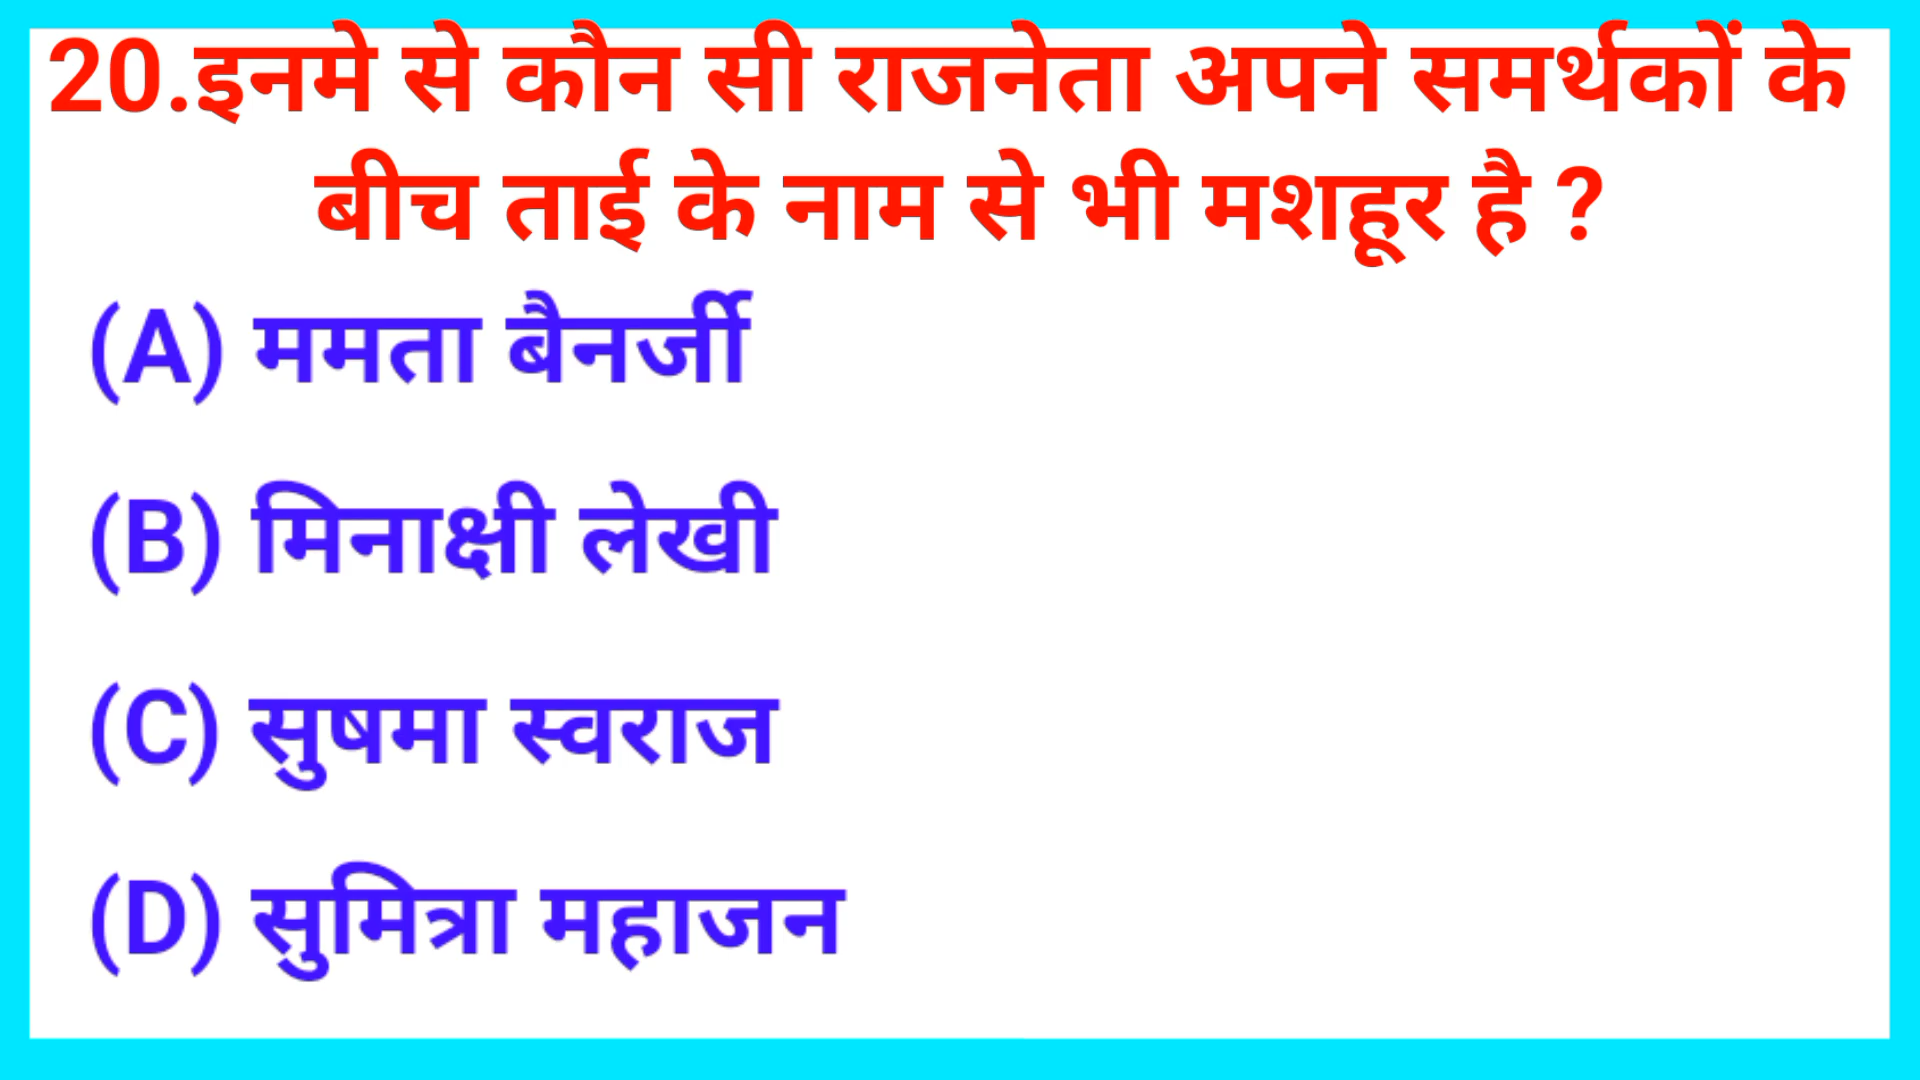 20.इनमे से कौन सी राजनेता अपने समर्थकों के
बीच ताई के नाम से भी मशहूर है ?
(A) ममता बैनर्जी
(B) मिनाक्षी लेखी
(C) सुषमा स्वराज
(D) सुमित्रा महाजन